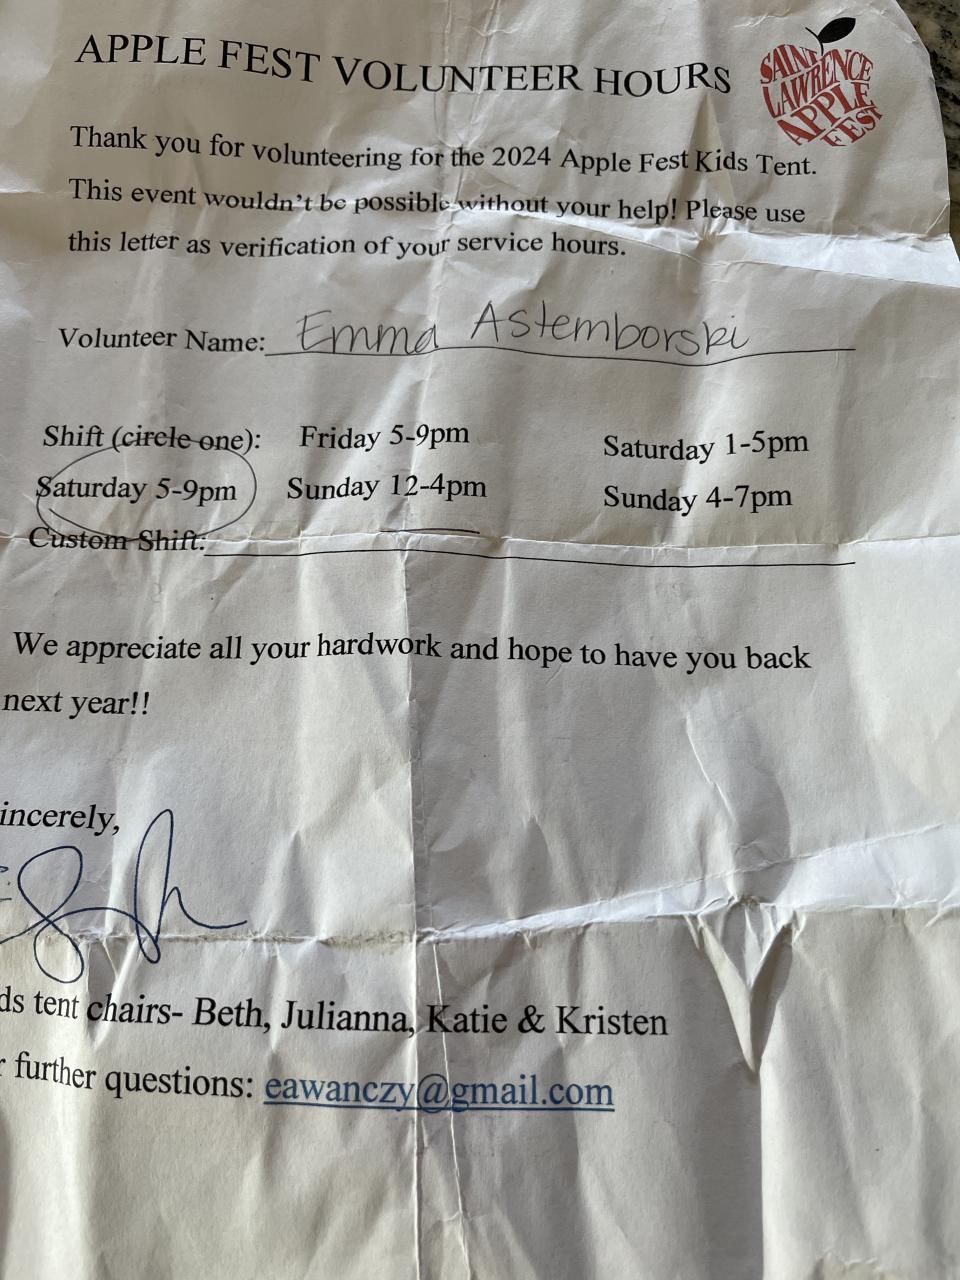 APPLE FEST VOLUNTEER HOURS
SAINT
LAWRENCE
APPLE
FEST
Thank you for volunteering for the 2024 Apple Fest Kids Tent.
This event wouldn't be possible without your help! Please use
this letter as verification of your service hours.
Volunteer Name: Emma Astemborski
Shift (circle one): Friday 5-9pm Saturday 1-5pm
Saturday 5-9pm Sunday 12-4pm Sunday 4-7pm
Custom Shift:
We appreciate all your hardwork and hope to have you back
next year!!
incerely,
ds tent chairs- Beth, Julianna, Katie & Kristen
r further questions: eawanczy@gmail.com